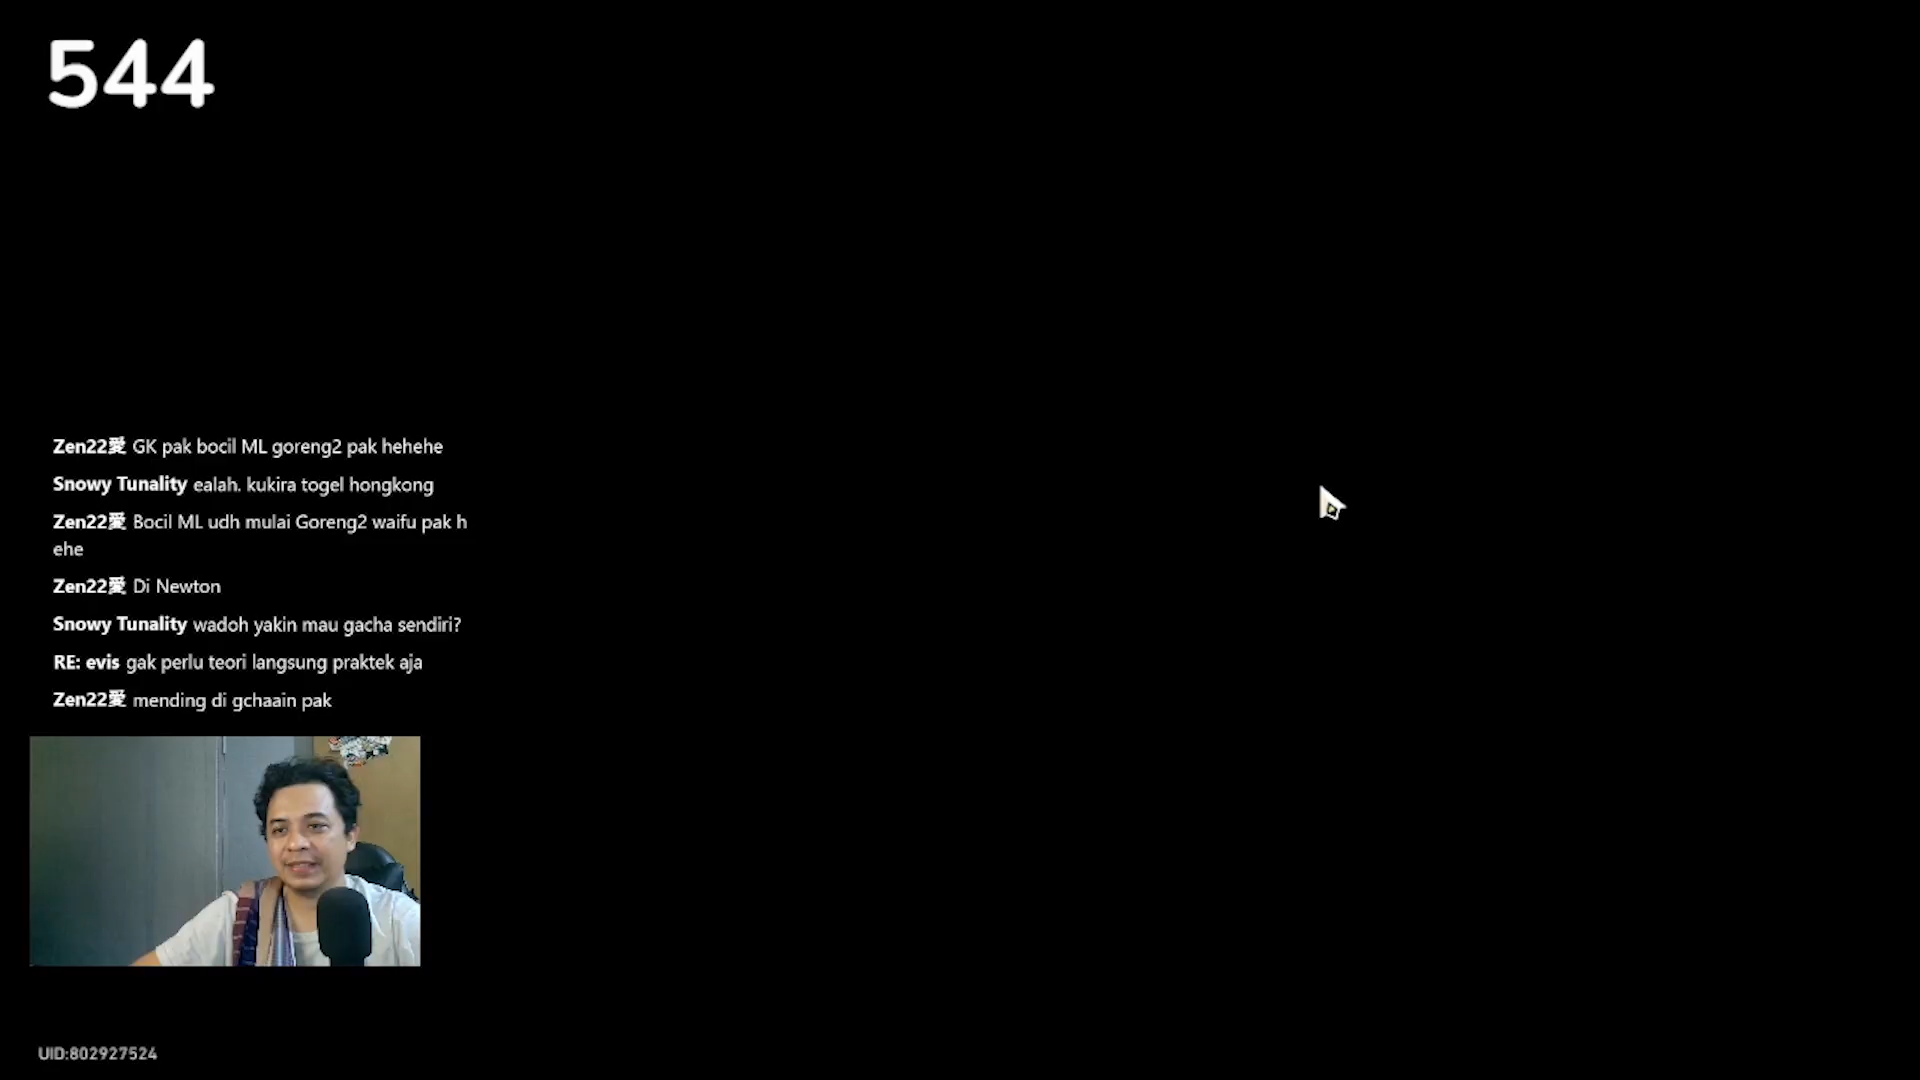 544
Zen22愛 GK pak bocil ML goreng2 pak hehehe
Snowy Tunality ealah. kukira togel hongkong
Zen22愛 Bocil ML udh mulai Goreng2 waifu pak h
ehe
Zen22愛 Di Newton
Snowy Tunality wadoh yakin mau gacha sendiri?
RE: evis gak perlu teori langsung praktek aja
Zen22愛 mending di gchaain pak
UID:802927524